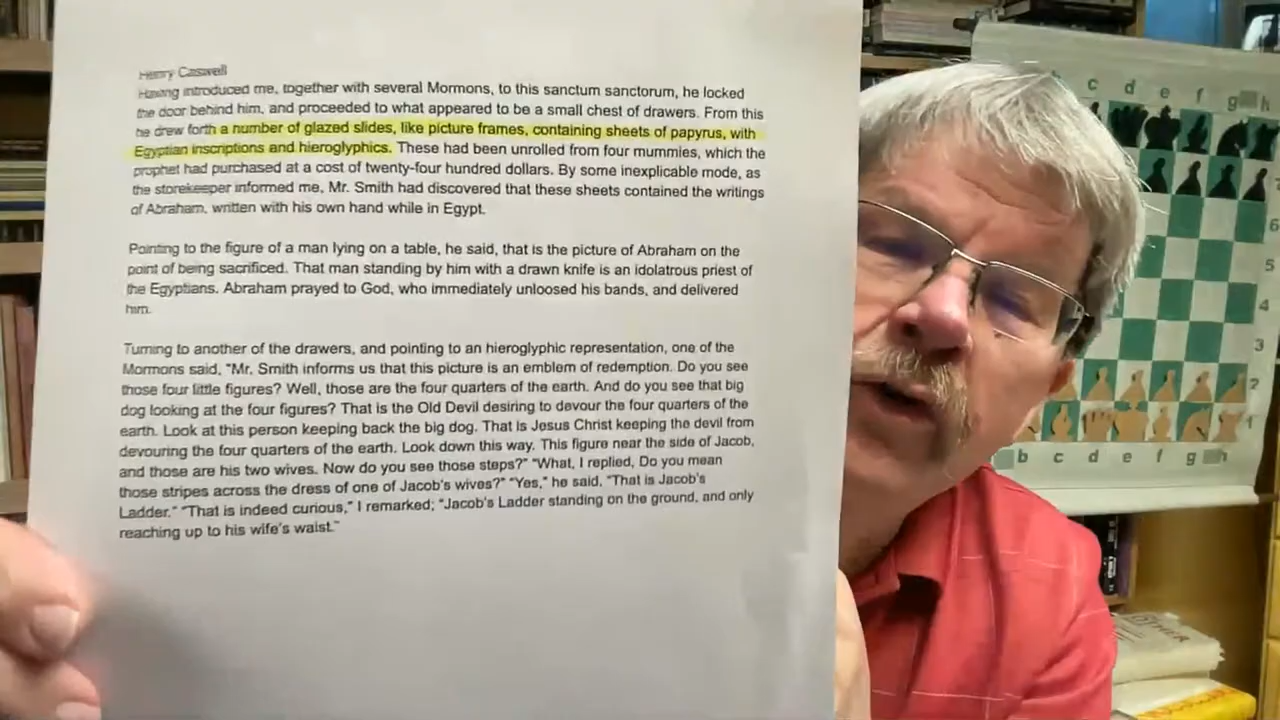 Henry Caswell
Having introduced me, together with several Mormons, to this sanctum sanctorum, he locked
the door behind him, and proceeded to what appeared to be a small chest of drawers. From this
he drew forth a number of glazed slides, like picture frames, containing sheets of papyrus, with
Egyptian inscriptions and hieroglyphics. These had been unrolled from four mummies, which the
prophet had purchased at a cost of twenty-four hundred dollars. By some inexplicable mode, as
the storekeeper informed me, Mr. Smith had discovered that these sheets contained the writings
of Abraham, written with his own hand while in Egypt.
Pointing to the figure of a man lying on a table, he said, that is the picture of Abraham on the
point of being sacrificed. That man standing by him with a drawn knife is an idolatrous priest of
the Egyptians. Abraham prayed to God, who immediately unloosed his bands, and delivered
him.
Turning to another of the drawers, and pointing to an hieroglyphic representation, one of the
Mormons said, "Mr. Smith informs us that this picture is an emblem of redemption. Do you see
those four little figures? Well, those are the four quarters of the earth. And do you see that big
dog looking at the four figures? That is the Old Devil desiring to devour the four quarters of the
earth. Look at this person keeping back the big dog. That is Jesus Christ keeping the devil from
devouring the four quarters of the earth. Look down this way. This figure near the side of Jacob,
and those are his two wives. Now do you see those steps?" "What, I replied, Do you mean
those stripes across the dress of one of Jacob's wives?" "Yes," he said, "That is Jacob's
Ladder." "That is indeed curious," I remarked; "Jacob's Ladder standing on the ground, and only
reaching up to his wife's waist."
c d e f g h
6
5
4
3
2
1
b c d e f g h